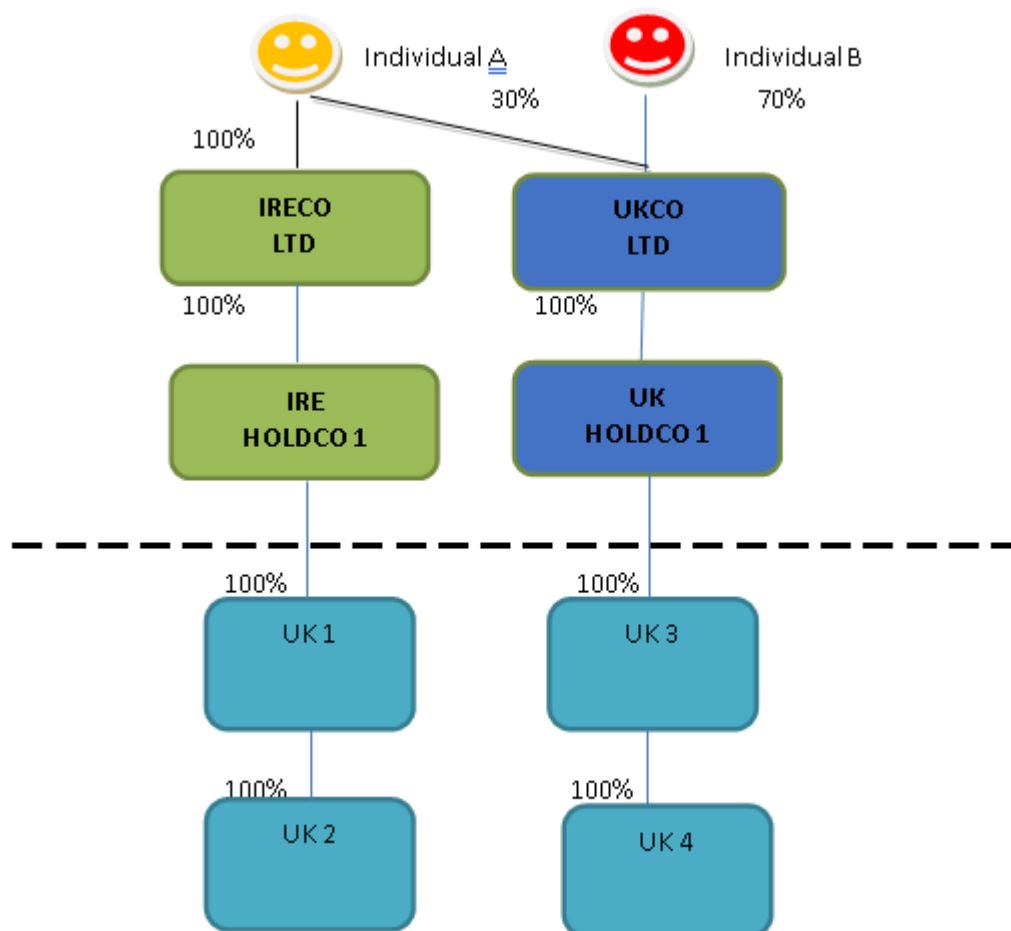 Individual A
Individual B
30%
70%
100%
IRECO
LTD
UKCO
LTD
100%
100%
IRE
HOLDCO 1
UK
HOLDCO 1
100%
100%
UK 1
UK 3
100%
100%
UK 2
UK 4